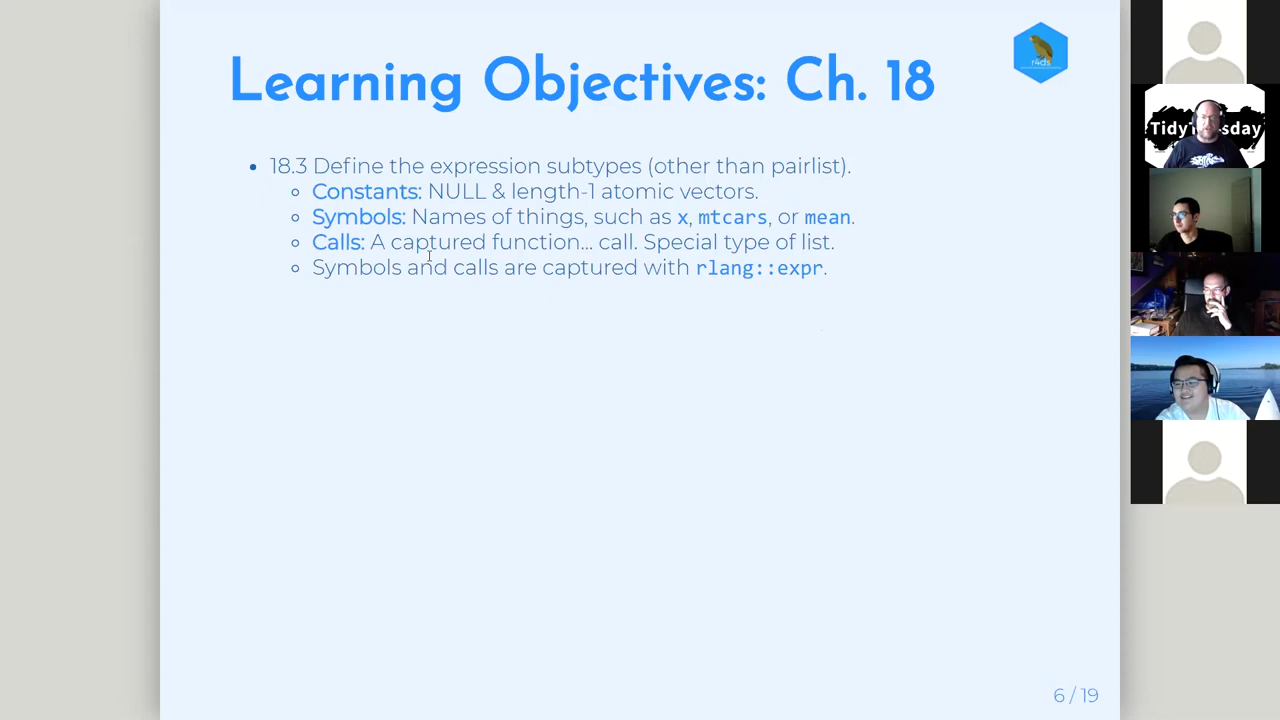 Learning Objectives: Ch. 18
r4ds
18.3 Define the expression subtypes (other than pairlist).
Constants: NULL & length-1 atomic vectors.
Symbols: Names of things, such as x, mtcars, or mean.
Calls: A captured function... call. Special type of list.
Symbols and calls are captured with rlang::expr.
6 / 19